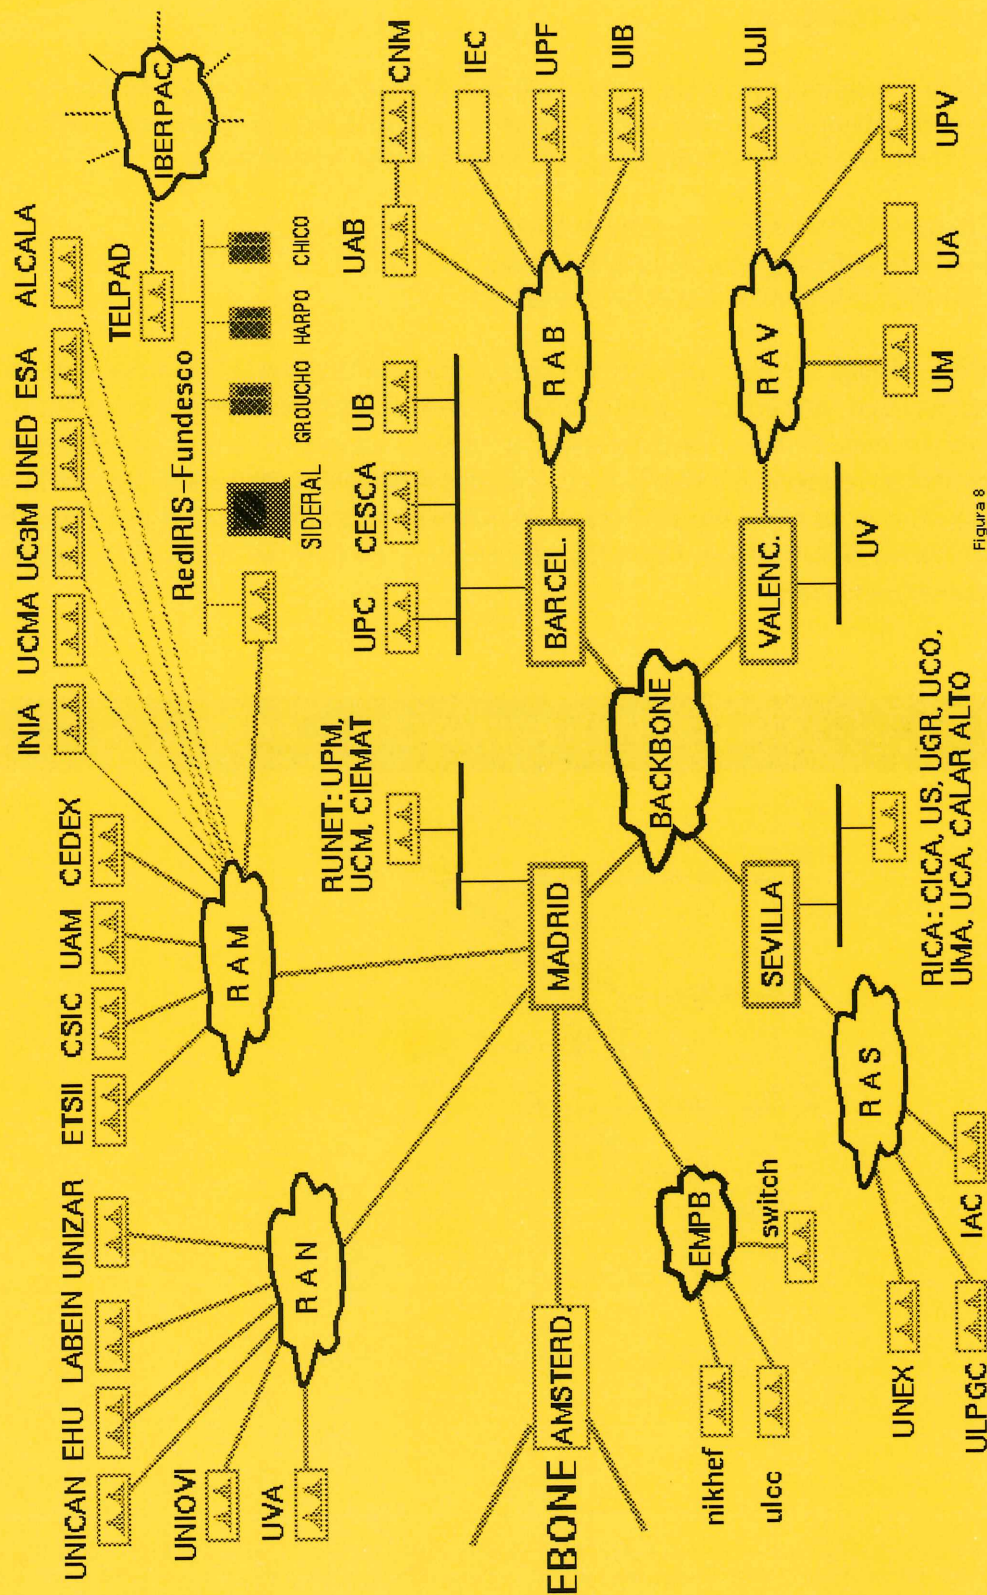 UNICAN
EHU
LABEIN
UNIZAR
ETSII
CSIC
UAM
CEDEX
INIA
UCMA
UC3M
UNED
ESA
ALCALA
UNIOVI
UVA
RAN
RAM
TELPAD
IBERPAC
RedIRIS-Fundesco
SIDERAL
GROUCHO
HARPO
CHICO
RUNET: UPM,
UCM, CIEMAT
UPC
CESCA
UB
UAB
CNM
IEC
UPF
UIB
EBONE
AMSTERD.
MADRID
BARCEL.
RAB
BACKBONE
nikhef
ulcc
EMPB
switch
SEVILLA
VALENC.
RAV
UJI
UV
UM
UA
UPV
UNEX
ULPGC
IAC
RAS
RICA: CICA, US, UGR, UCO,
UMA, UCA, CALAR ALTO
Figura 8